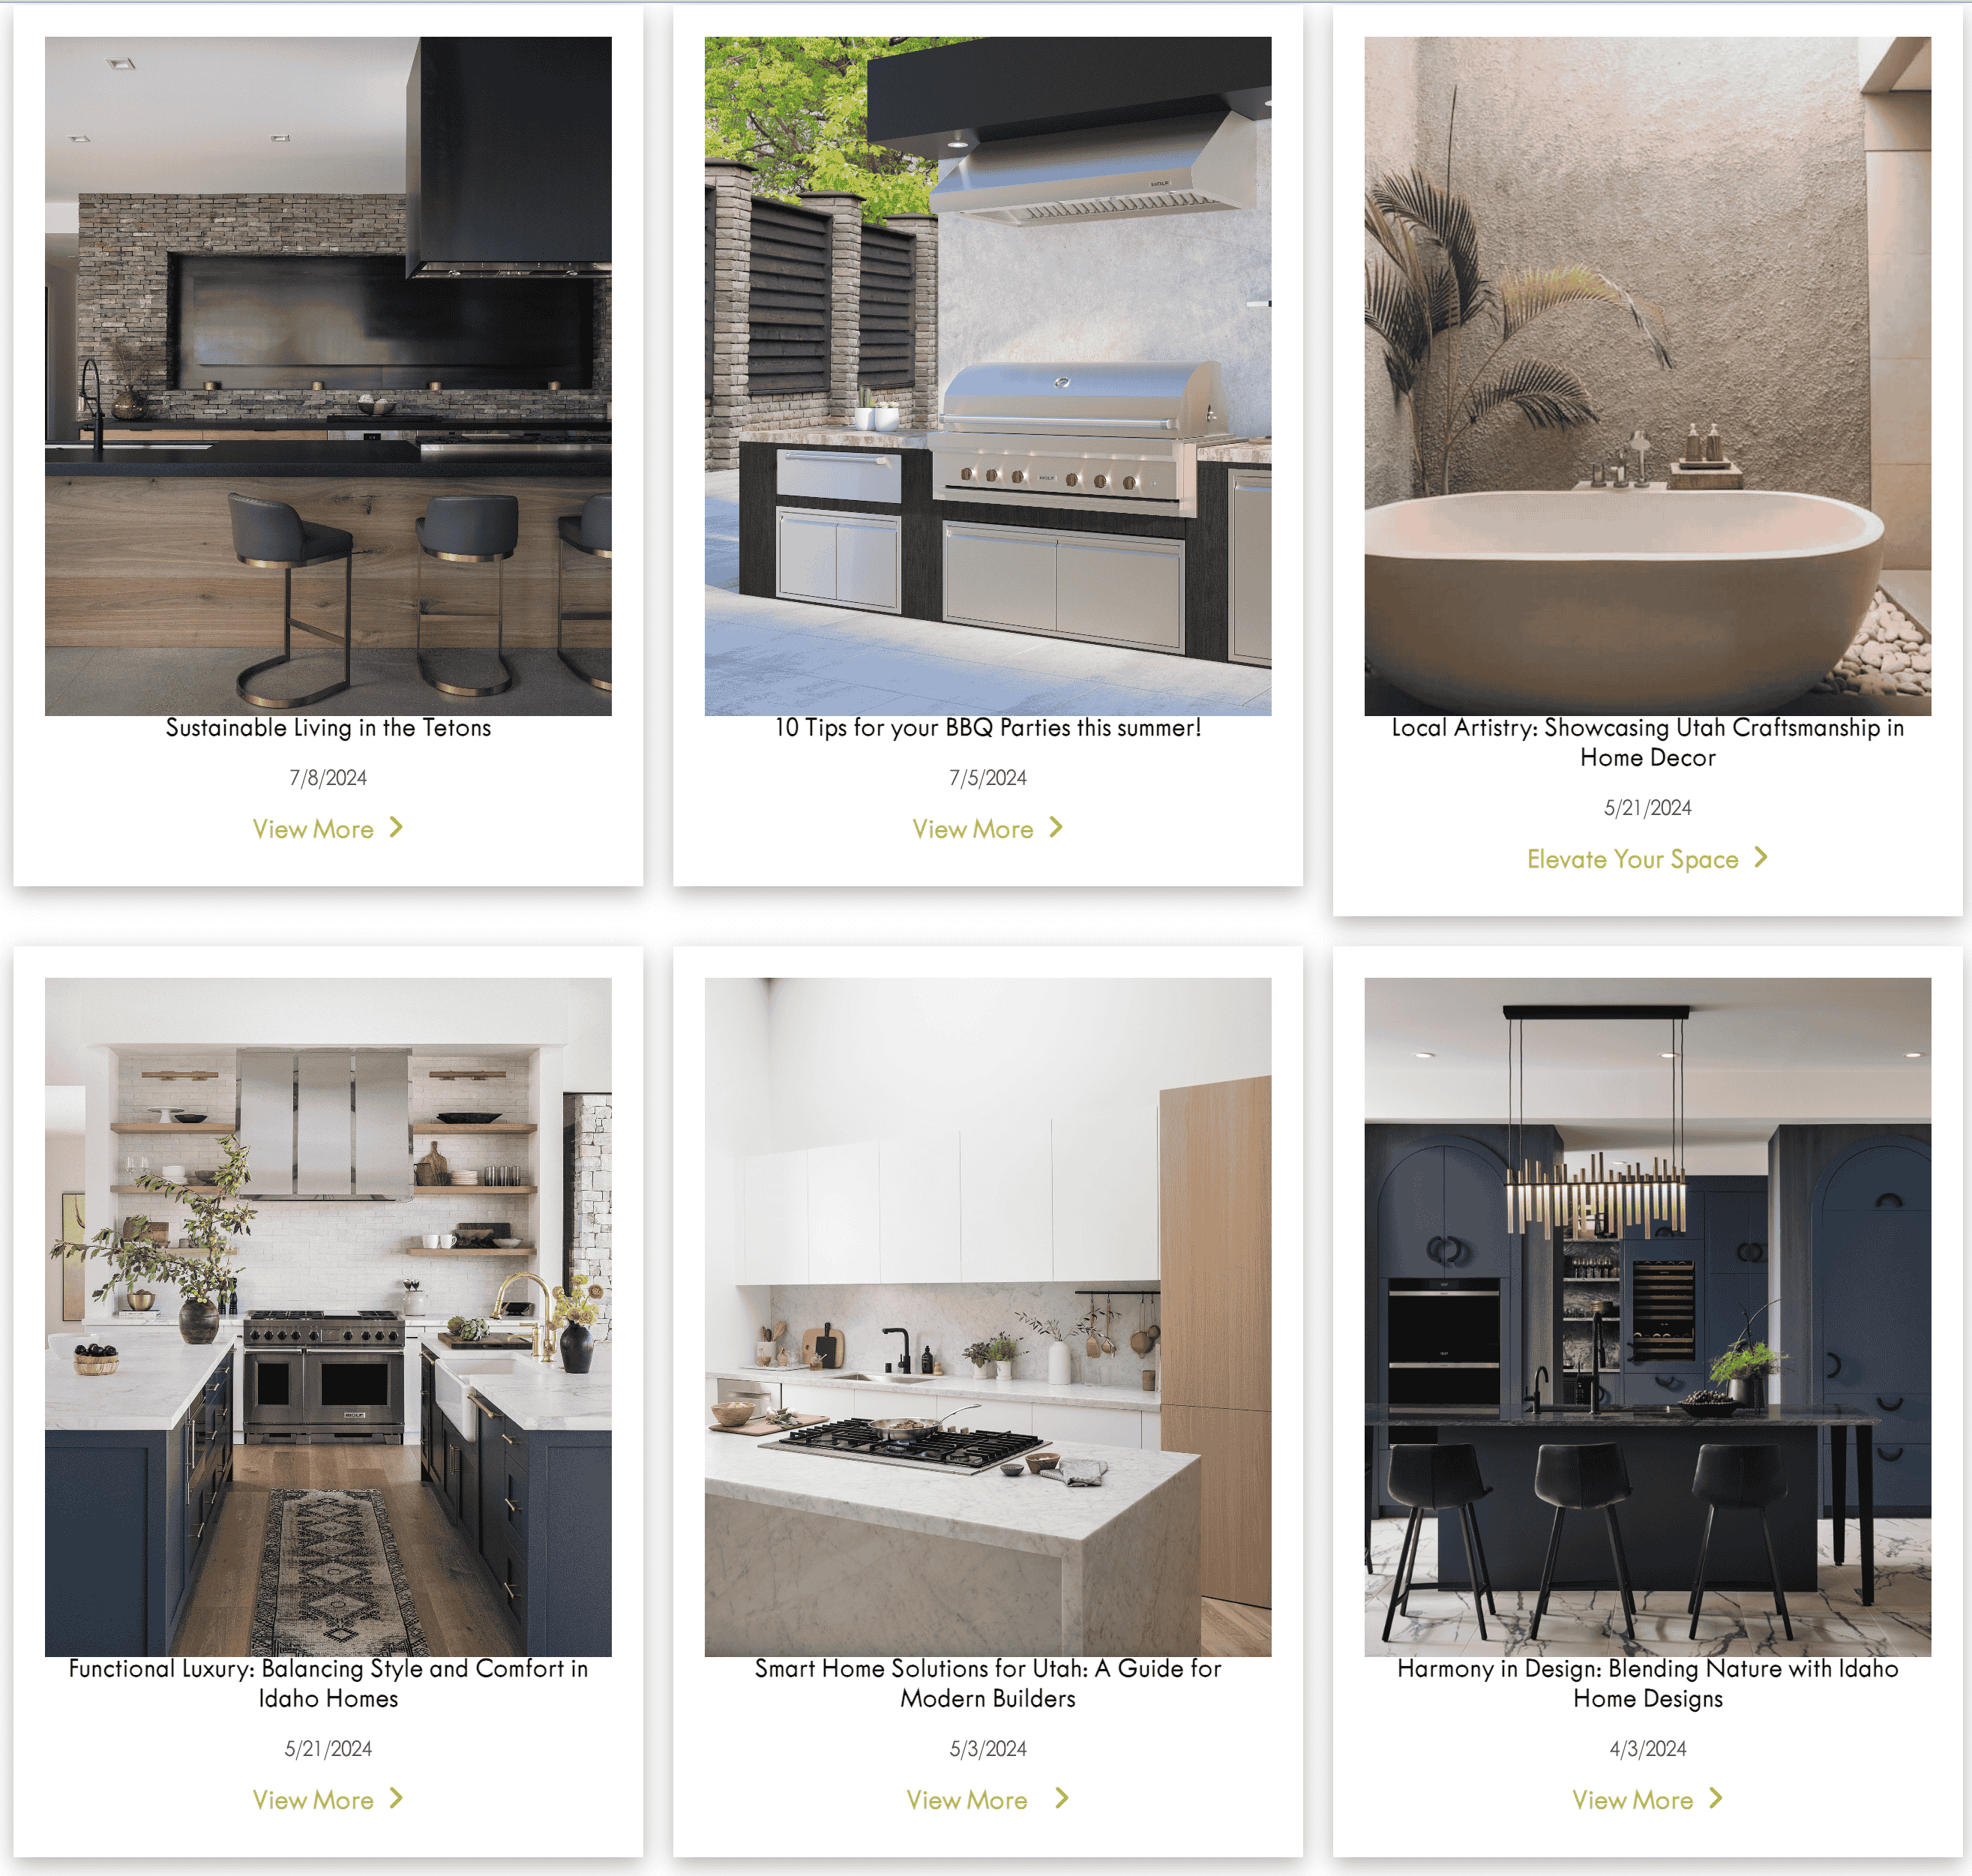 Sustainable Living in the Tetons
7/8/2024
View More
WOLF
WOLF
10 Tips for your BBQ Parties this summer!
7/5/2024
View More
Local Artistry: Showcasing Utah Craftsmanship in
Home Decor
5/21/2024
Elevate Your Space
WOLF
Functional Luxury: Balancing Style and Comfort in
Idaho Homes
5/21/2024
View More
Smart Home Solutions for Utah: A Guide for
Modern Builders
5/3/2024
View More
Harmony in Design: Blending Nature with Idaho
Home Designs
4/3/2024
View More